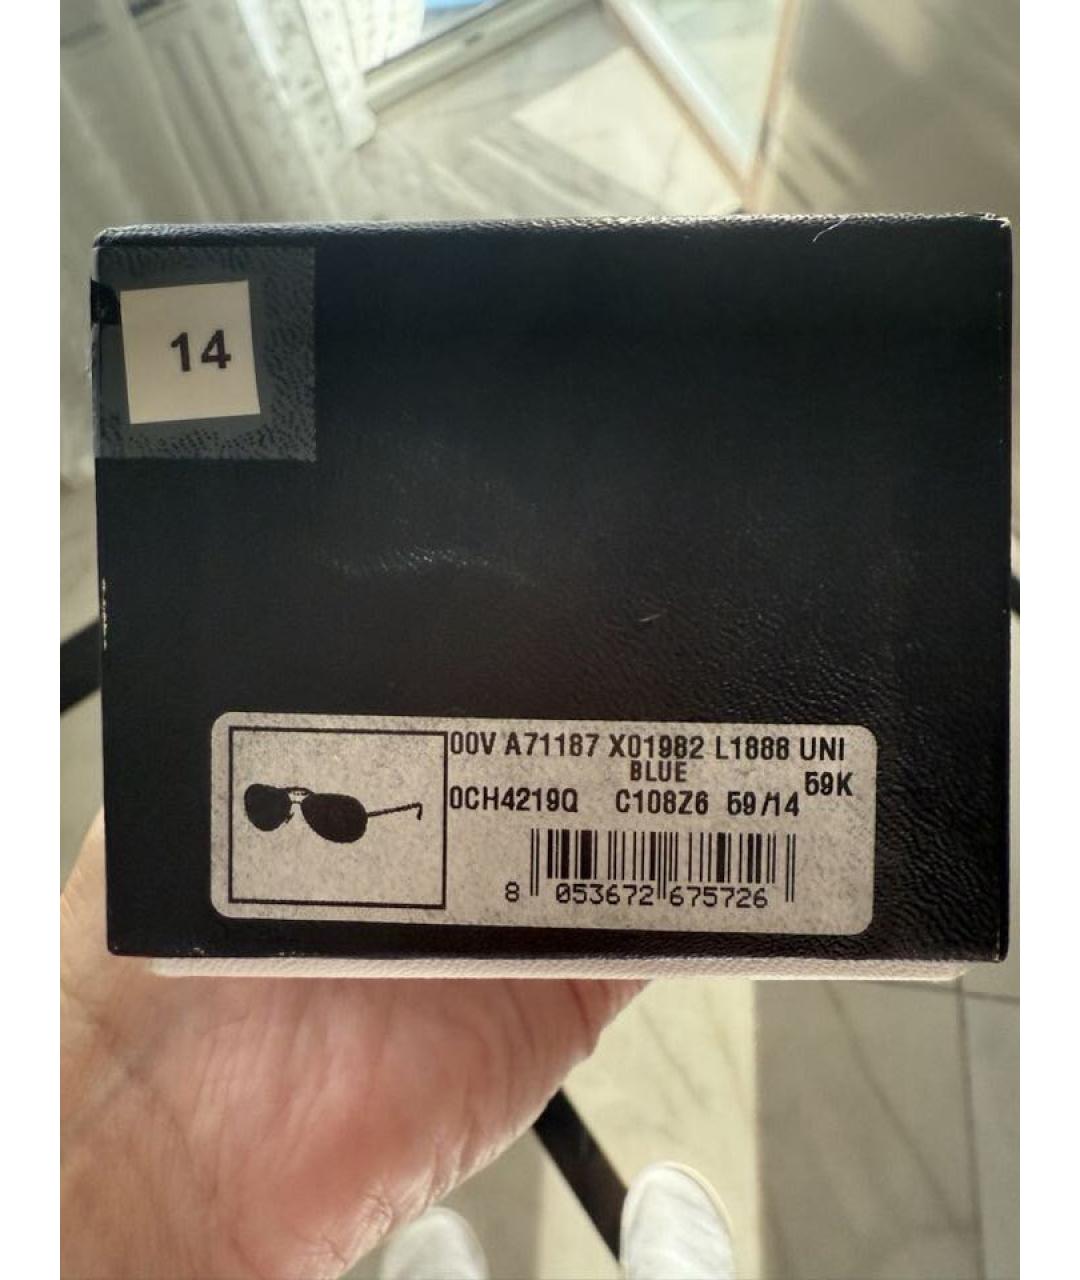 14
00V A71187 X01982 L1888 UNI
BLUE
59K
0CH4219Q C108Z6 59/14
8 053672 675726